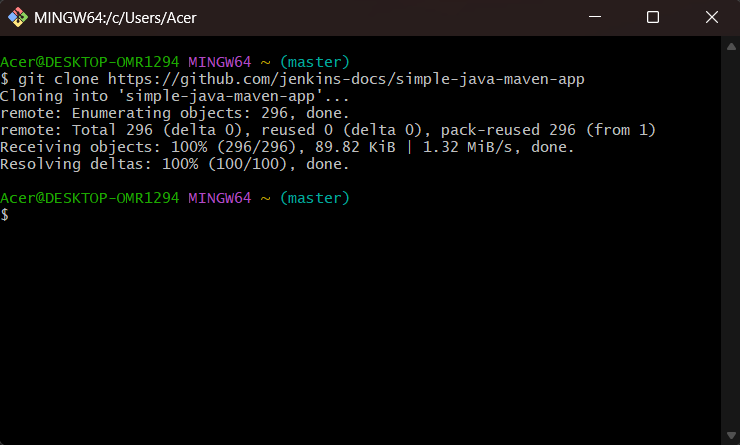 MINGW64:/c/Users/Acer
Acer@DESKTOP-OMR1294 MINGW64 ~ (master)
$ git clone https://github.com/jenkins-docs/simple-java-maven-app
Cloning into 'simple-java-maven-app'...
remote: Enumerating objects: 296, done.
remote: Total 296 (delta 0), reused 0 (delta 0), pack-reused 296 (from 1)
Receiving objects: 100% (296/296), 89.82 KiB | 1.32 MiB/s, done.
Resolving deltas: 100% (100/100), done.
Acer@DESKTOP-OMR1294 MINGW64 ~ (master)
$